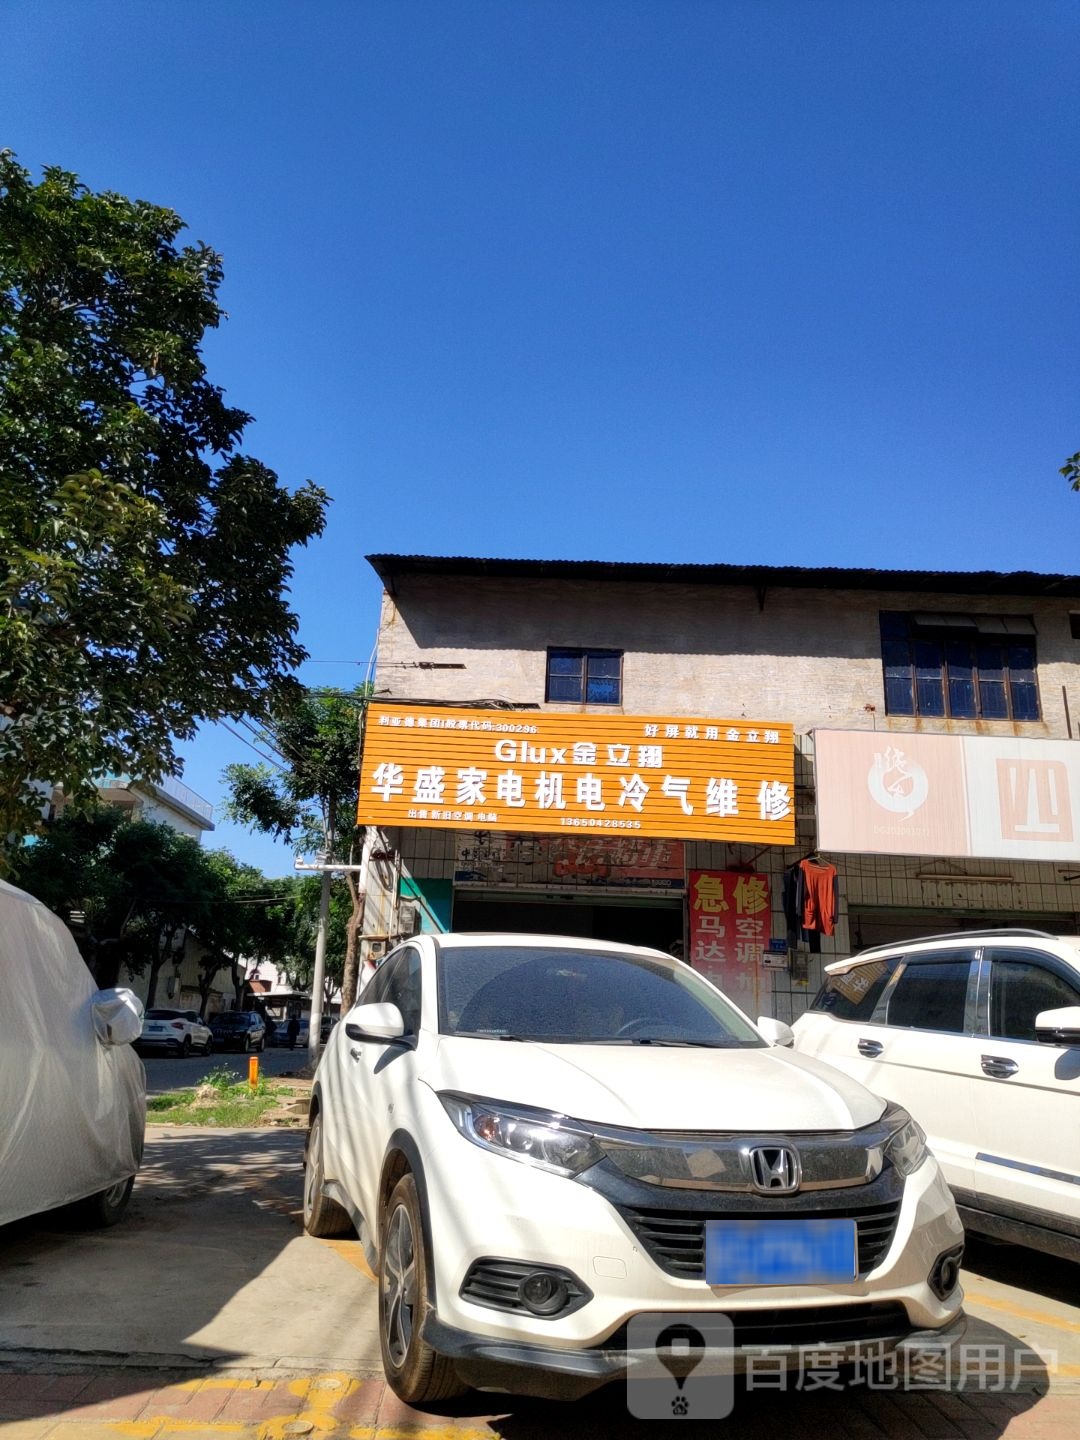 利亚德集团|股票代码:300296
好屏就用金立翔
Glux金立翔
华盛家电机电冷气维修
出售 新旧空调 电脑
13650428535
急修
马达
空调
百度地图用户